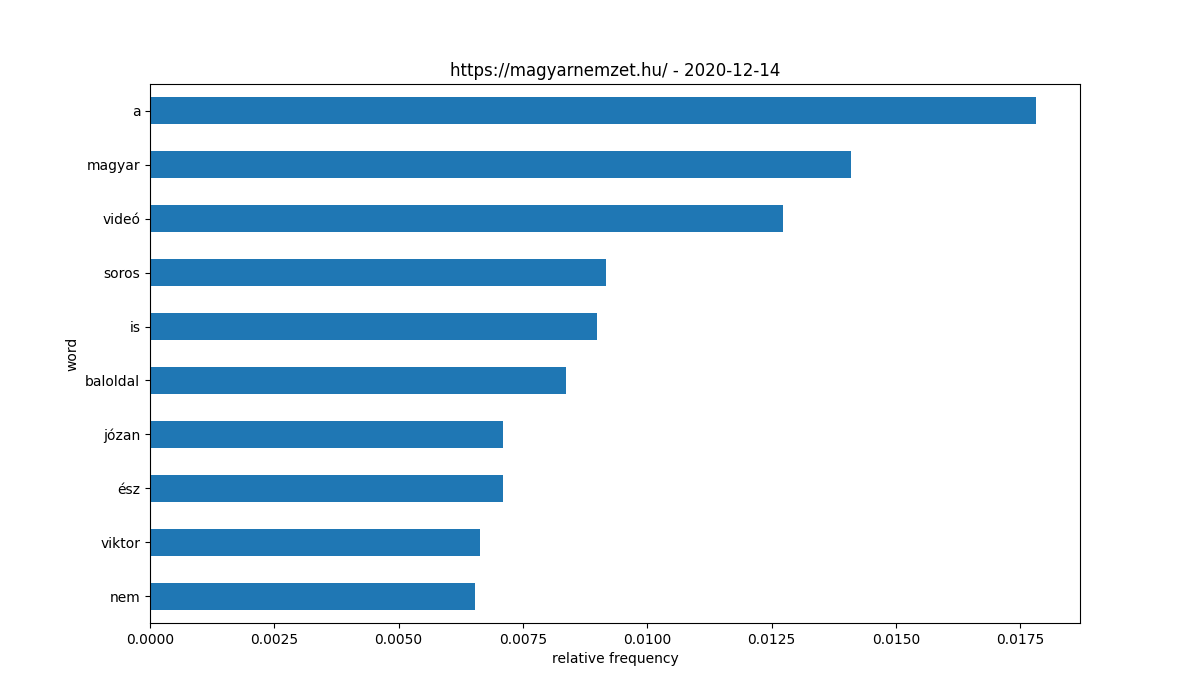 https://magyarnemzet.hu/ - 2020-12-14
a
magyar
videó
soros
is
baloldal
józan
ész
viktor
nem
word
0.0000 0.0025 0.0050 0.0075 0.0100 0.0125 0.0150 0.0175
relative frequency